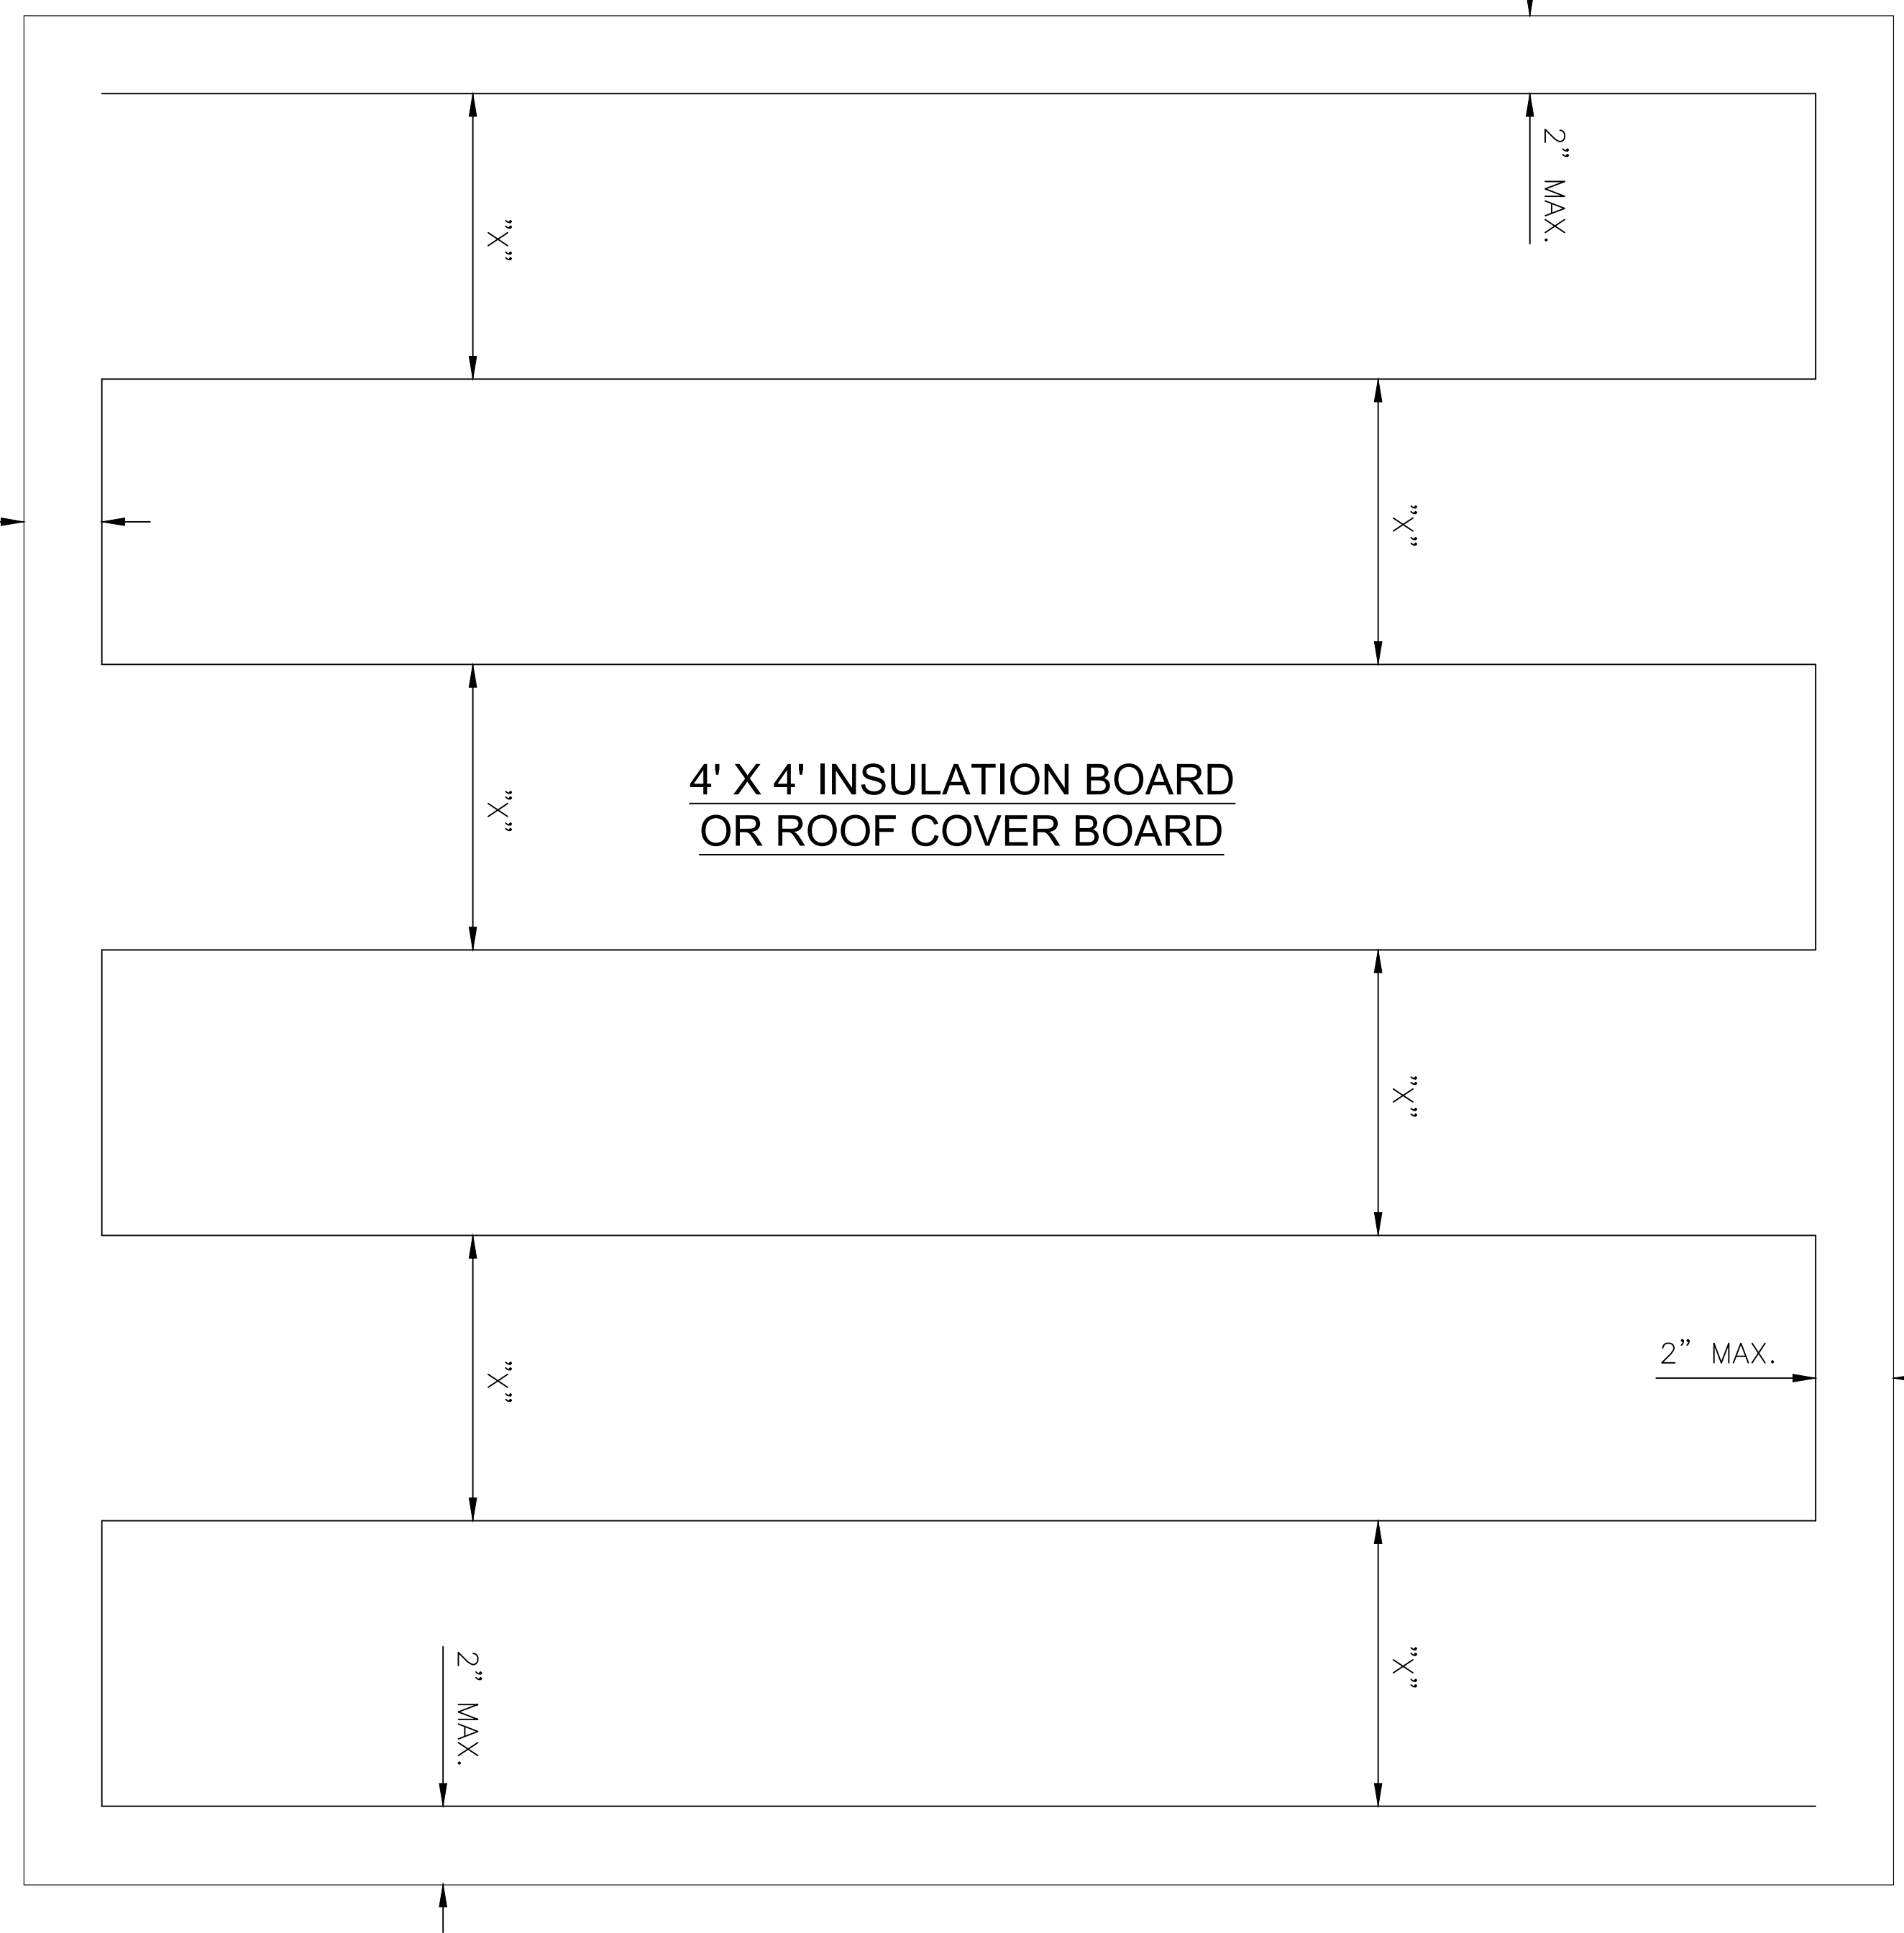 2" MAX.
"X"
"X"
4' X 4' INSULATION BOARD
OR ROOF COVER BOARD
"X"
"X"
2" MAX.
"X"
"X"
2" MAX.